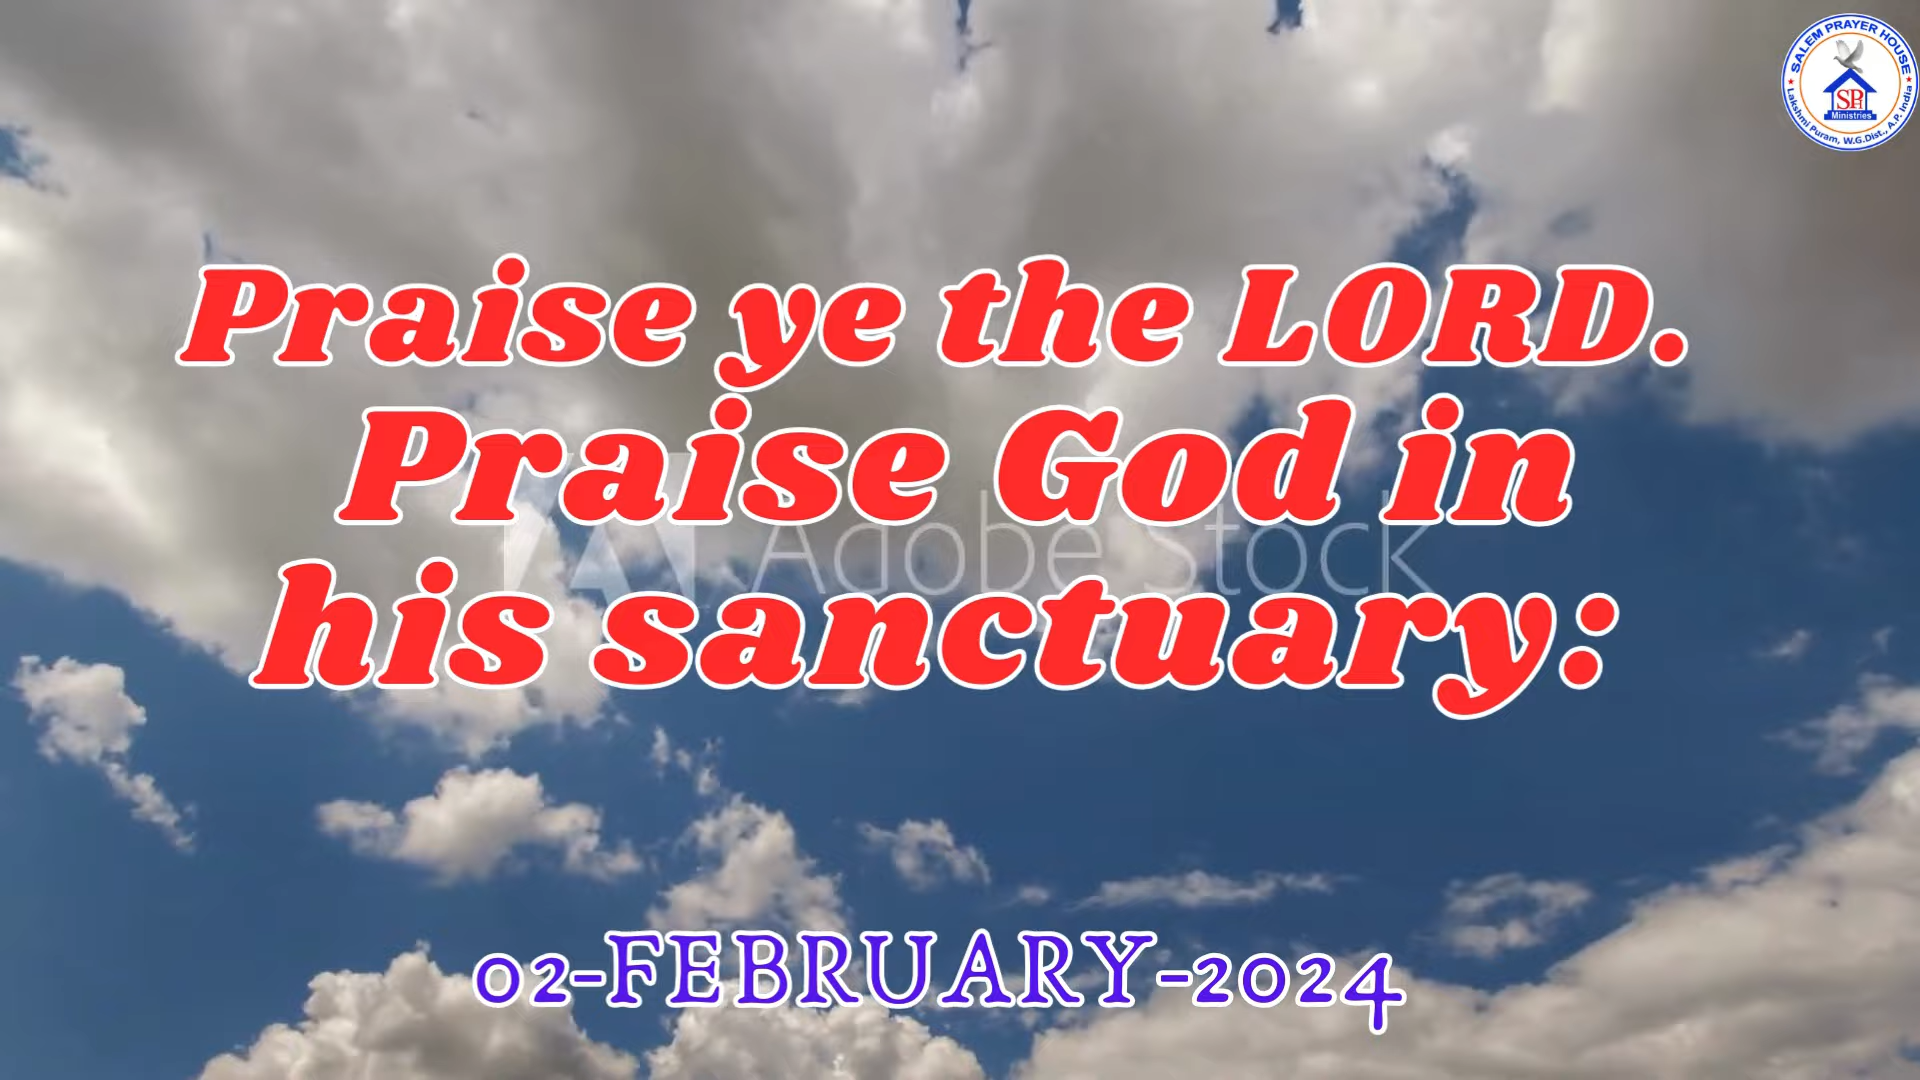 SALEM PRAYER HOUSE
SPH
Ministries
Lakshmi Puram, W.G.Dist., A.P. India
Praise ye the LORD.
Praise God in
Adobe Stock
his sanctuary:
02-FEBRUARY-2024